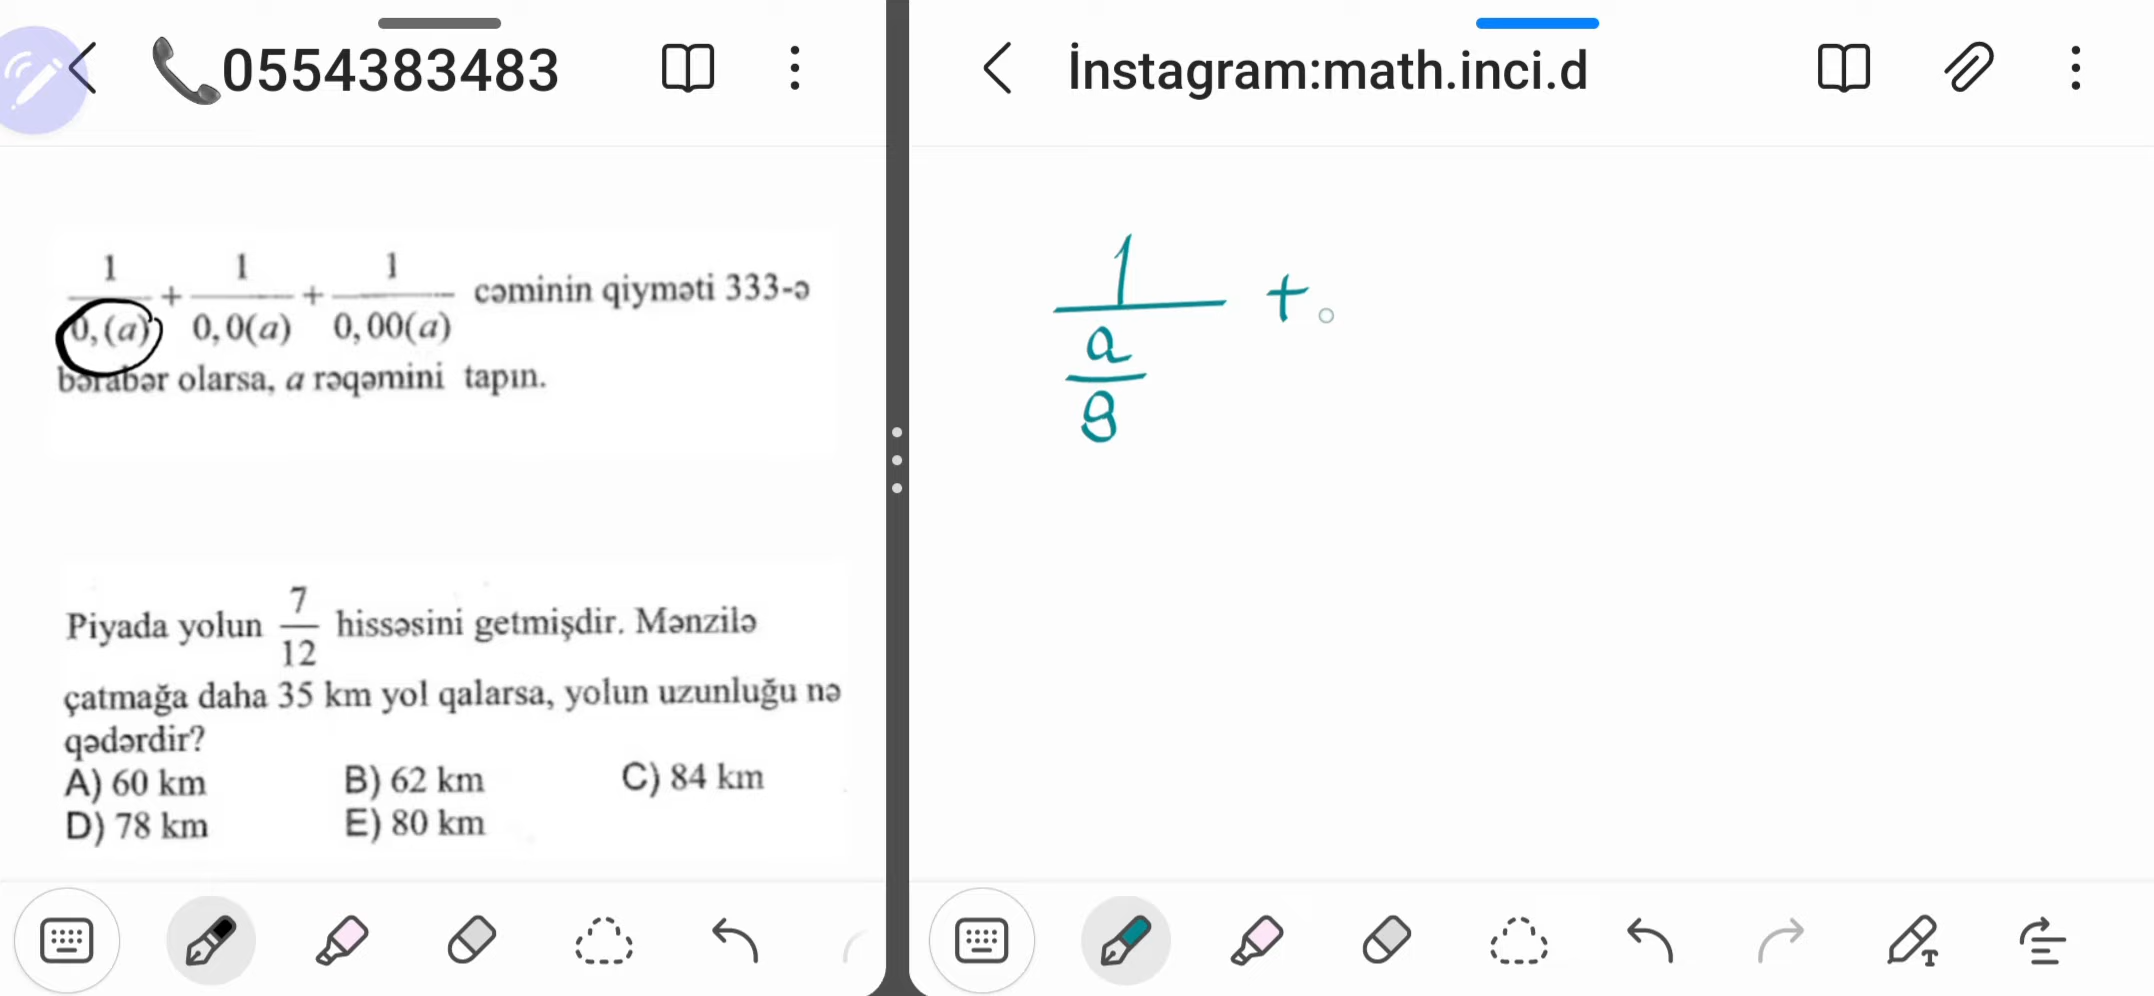 0554383483
İnstagram:math.inci.d
1/0,(a) + 1/0,0(a) + 1/0,00(a) cəminin qiyməti 333-ə
bərabər olarsa, a rəqəmini tapın.
Piyada yolun 7/12 hissəsini getmişdir. Mənzilə
çatmağa daha 35 km yol qalarsa, yolun uzunluğu nə
qədərdir?
A) 60 km B) 62 km C) 84 km
D) 78 km E) 80 km
1
a
9
+